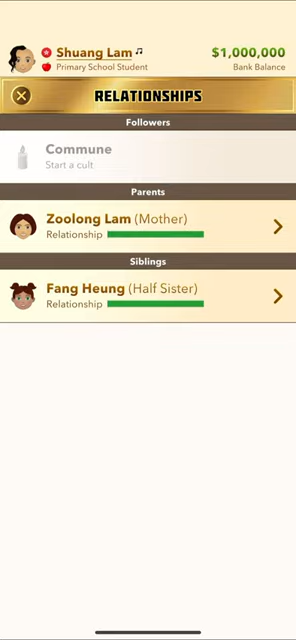 Shuang Lam
$1,000,000
Primary School Student
Bank Balance
RELATIONSHIPS
Followers
Commune
Start a cult
Parents
Zoolong Lam (Mother)
Relationship
Siblings
Fang Heung (Half Sister)
Relationship